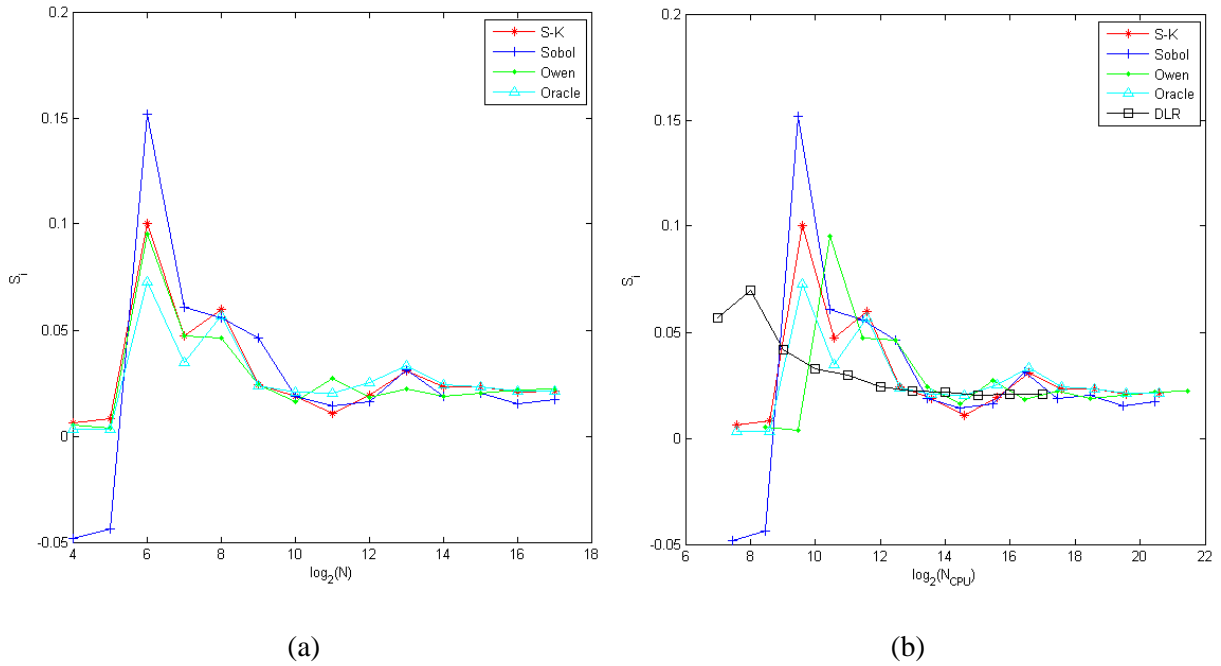 0.2
0.15
0.1
0.05
0
-0.05
S_i
4 6 8 10 12 14 16 18
log_2(N)
S-K
Sobol
Owen
Oracle
(a)
0.2
0.15
0.1
0.05
0
-0.05
S_i
6 8 10 12 14 16 18 20 22
log_2(N_CPU)
S-K
Sobol
Owen
Oracle
DLR
(b)